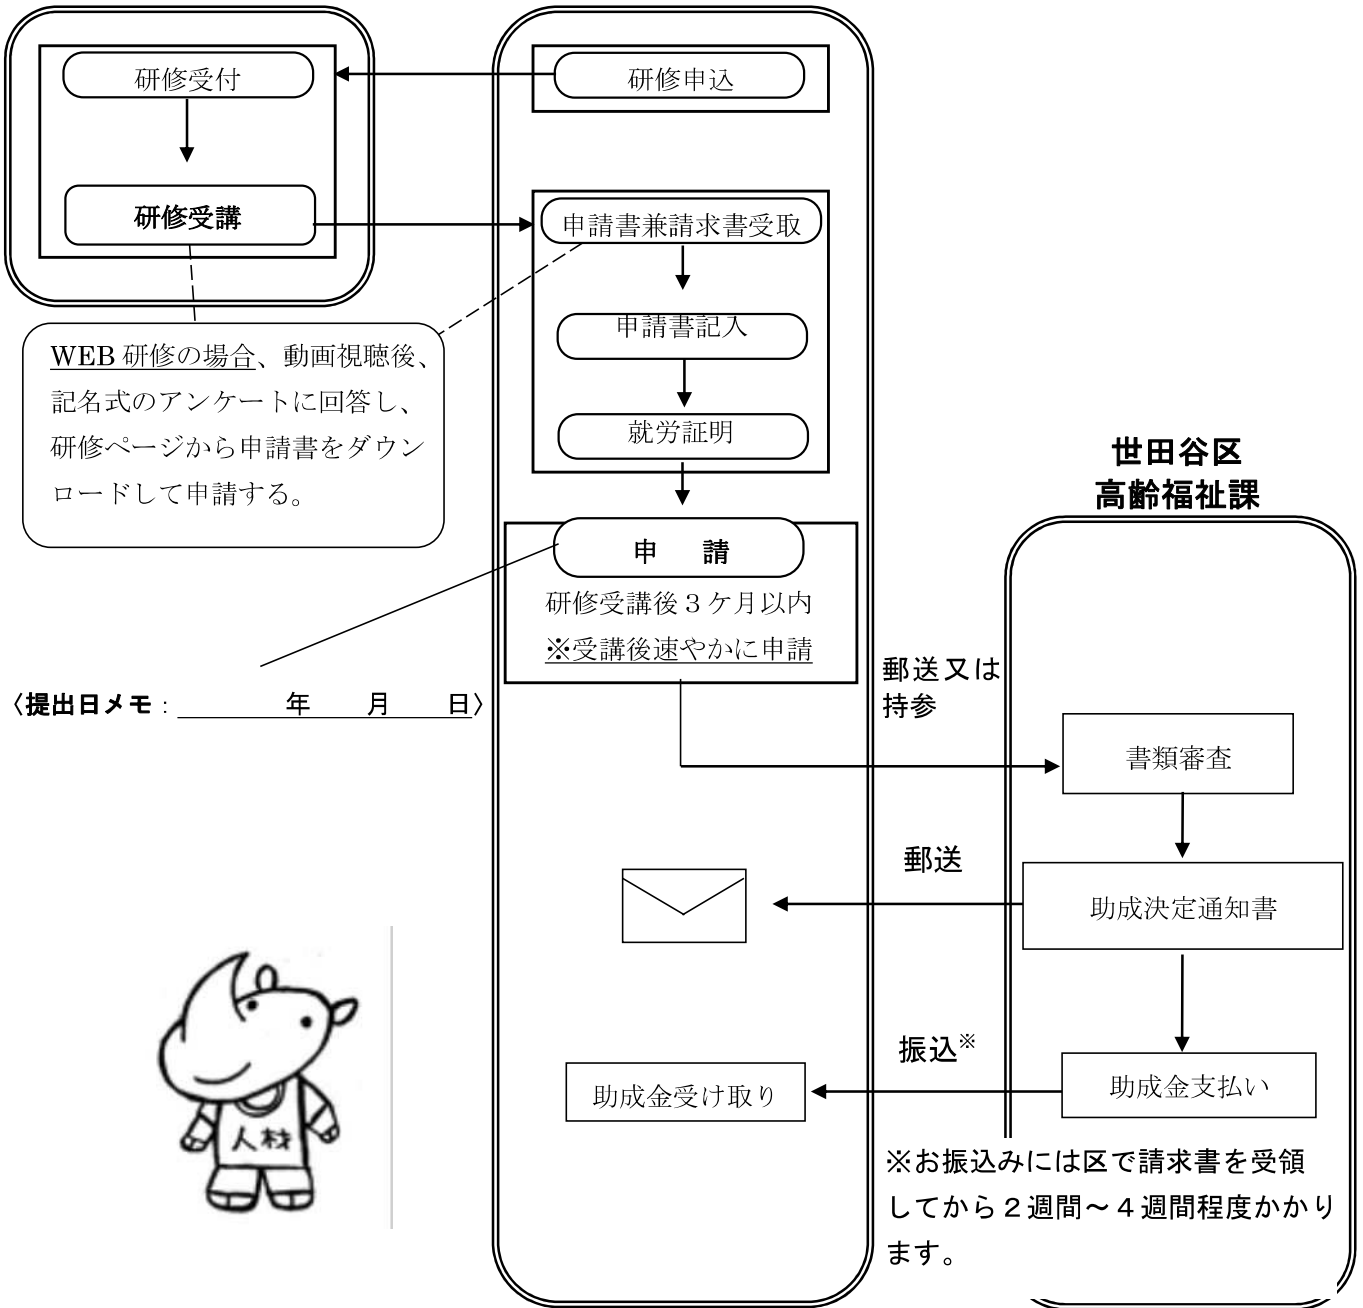 研修受付
研修受講
WEB 研修の場合、動画視聴後、
記名式のアンケートに回答し、
研修ページから申請書をダウン
ロードして申請する。
研修申込
申請書兼請求書受取
申請書記入
就労証明
申　請
研修受講後３ケ月以内
※受講後速やかに申請
〈提出日メモ：　　　　年　　月　　日〉
世田谷区
高齢福祉課
郵送又は
持参
書類審査
郵送
助成決定通知書
振込※
助成金受け取り
助成金支払い
※お振込みには区で請求書を受領
してから２週間～４週間程度かかり
ます。
人材